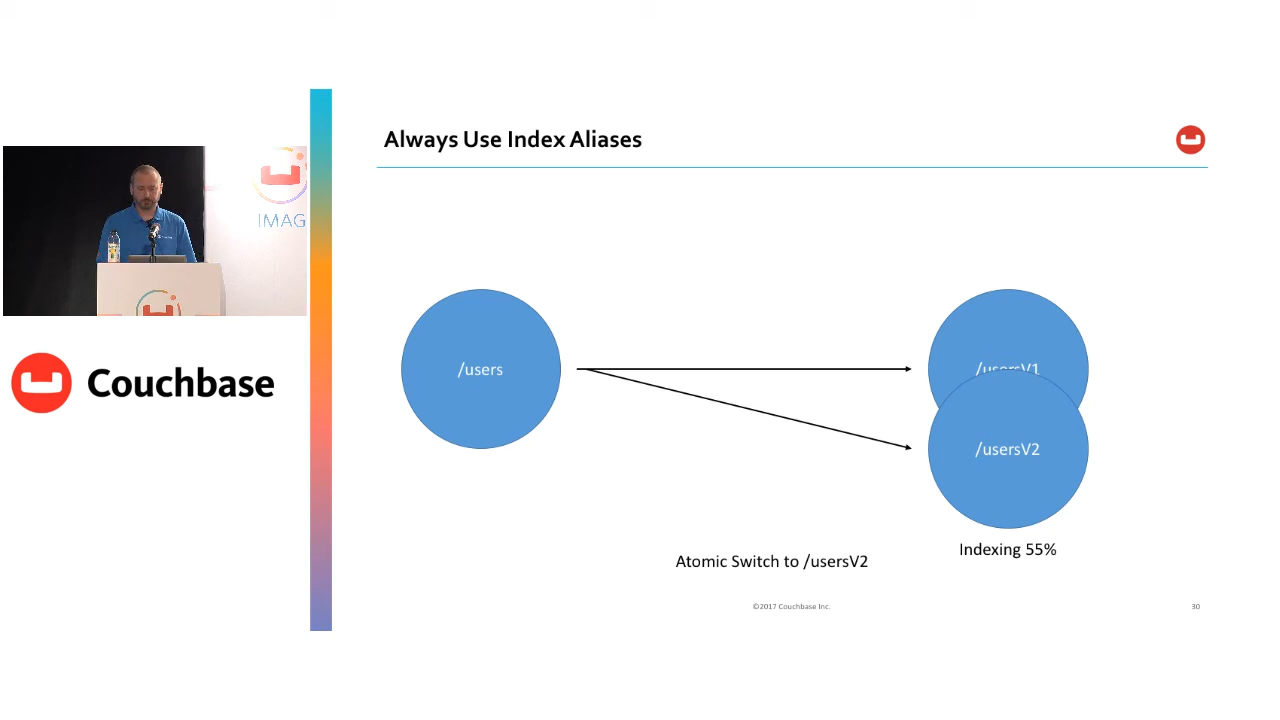 Always Use Index Aliases
IMAG
Couchbase
/users
/usersV1
/usersV2
Indexing 55%
Atomic Switch to /usersV2
©2017 Couchbase Inc.
30